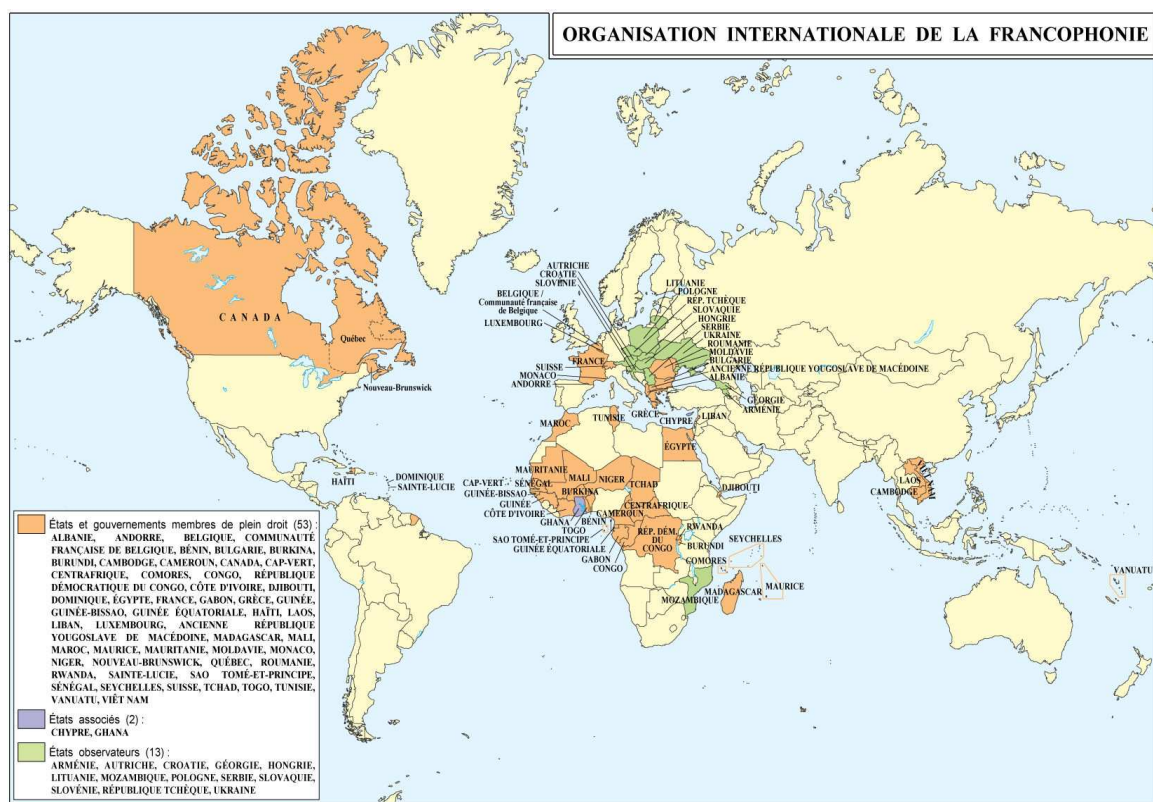 ORGANISATION INTERNATIONALE DE LA FRANCOPHONIE
CANADA
Québec
Nouveau-Brunswick
HAÏTI
DOMINIQUE
SAINTE-LUCIE
AUTRICHE
CROATIE
SLOVÉNIE
BELGIQUE /
Communauté française
de Belgique
LUXEMBOURG
FRANCE
SUISSE
MONACO
ANDORRE
LITUANIE
POLOGNE
RÉP. TCHÈQUE
SLOVAQUIE
HONGRIE
SERBIE
UKRAINE
ROUMANIE
MOLDAVIE
BULGARIE
ANCIENNE RÉPUBLIQUE YOUGOSLAVE DE MACÉDOINE
ALBANIE
GÉORGIE
ARMÉNIE
GRÈCE
CHYPRE
LIBAN
MAROC
TUNISIE
ÉGYPTE
MAURITANIE
MALI
NIGER
TCHAD
DJIBOUTI
CAP-VERT
SÉNÉGAL
GUINÉE-BISSAO
GUINÉE
CÔTE D'IVOIRE
BURKINA
GHANA
BÉNIN
TOGO
CAMEROUN
CENTRAFRIQUE
SAO TOMÉ-ET-PRINCIPE
GUINÉE ÉQUATORIALE
GABON
CONGO
RÉP. DÉM.
DU
CONGO
RWANDA
BURUNDI
SEYCHELLES
COMORES
MADAGASCAR
MAURICE
MOZAMBIQUE
LAOS
CAMBODGE
VIÊT NAM
VANUATU
États et gouvernements membres de plein droit (53) :
ALBANIE, ANDORRE, BELGIQUE, COMMUNAUTÉ
FRANÇAISE DE BELGIQUE, BÉNIN, BULGARIE, BURKINA,
BURUNDI, CAMBODGE, CAMEROUN, CANADA, CAP-VERT,
CENTRAFRIQUE, COMORES, CONGO, RÉPUBLIQUE
DÉMOCRATIQUE DU CONGO, CÔTE D'IVOIRE, DJIBOUTI,
DOMINIQUE, ÉGYPTE, FRANCE, GABON, GRÈCE, GUINÉE,
GUINÉE-BISSAO, GUINÉE ÉQUATORIALE, HAÏTI, LAOS,
LIBAN, LUXEMBOURG, ANCIENNE RÉPUBLIQUE
YOUGOSLAVE DE MACÉDOINE, MADAGASCAR, MALI,
MAROC, MAURICE, MAURITANIE, MOLDAVIE, MONACO,
NIGER, NOUVEAU-BRUNSWICK, QUÉBEC, ROUMANIE,
RWANDA, SAINTE-LUCIE, SAO TOMÉ-ET-PRINCIPE,
SÉNÉGAL, SEYCHELLES, SUISSE, TCHAD, TOGO, TUNISIE,
VANUATU, VIÊT NAM
États associés (2) :
CHYPRE, GHANA
États observateurs (13) :
ARMÉNIE, AUTRICHE, CROATIE, GÉORGIE, HONGRIE,
LITUANIE, MOZAMBIQUE, POLOGNE, SERBIE, SLOVAQUIE,
SLOVÉNIE, RÉPUBLIQUE TCHÈQUE, UKRAINE